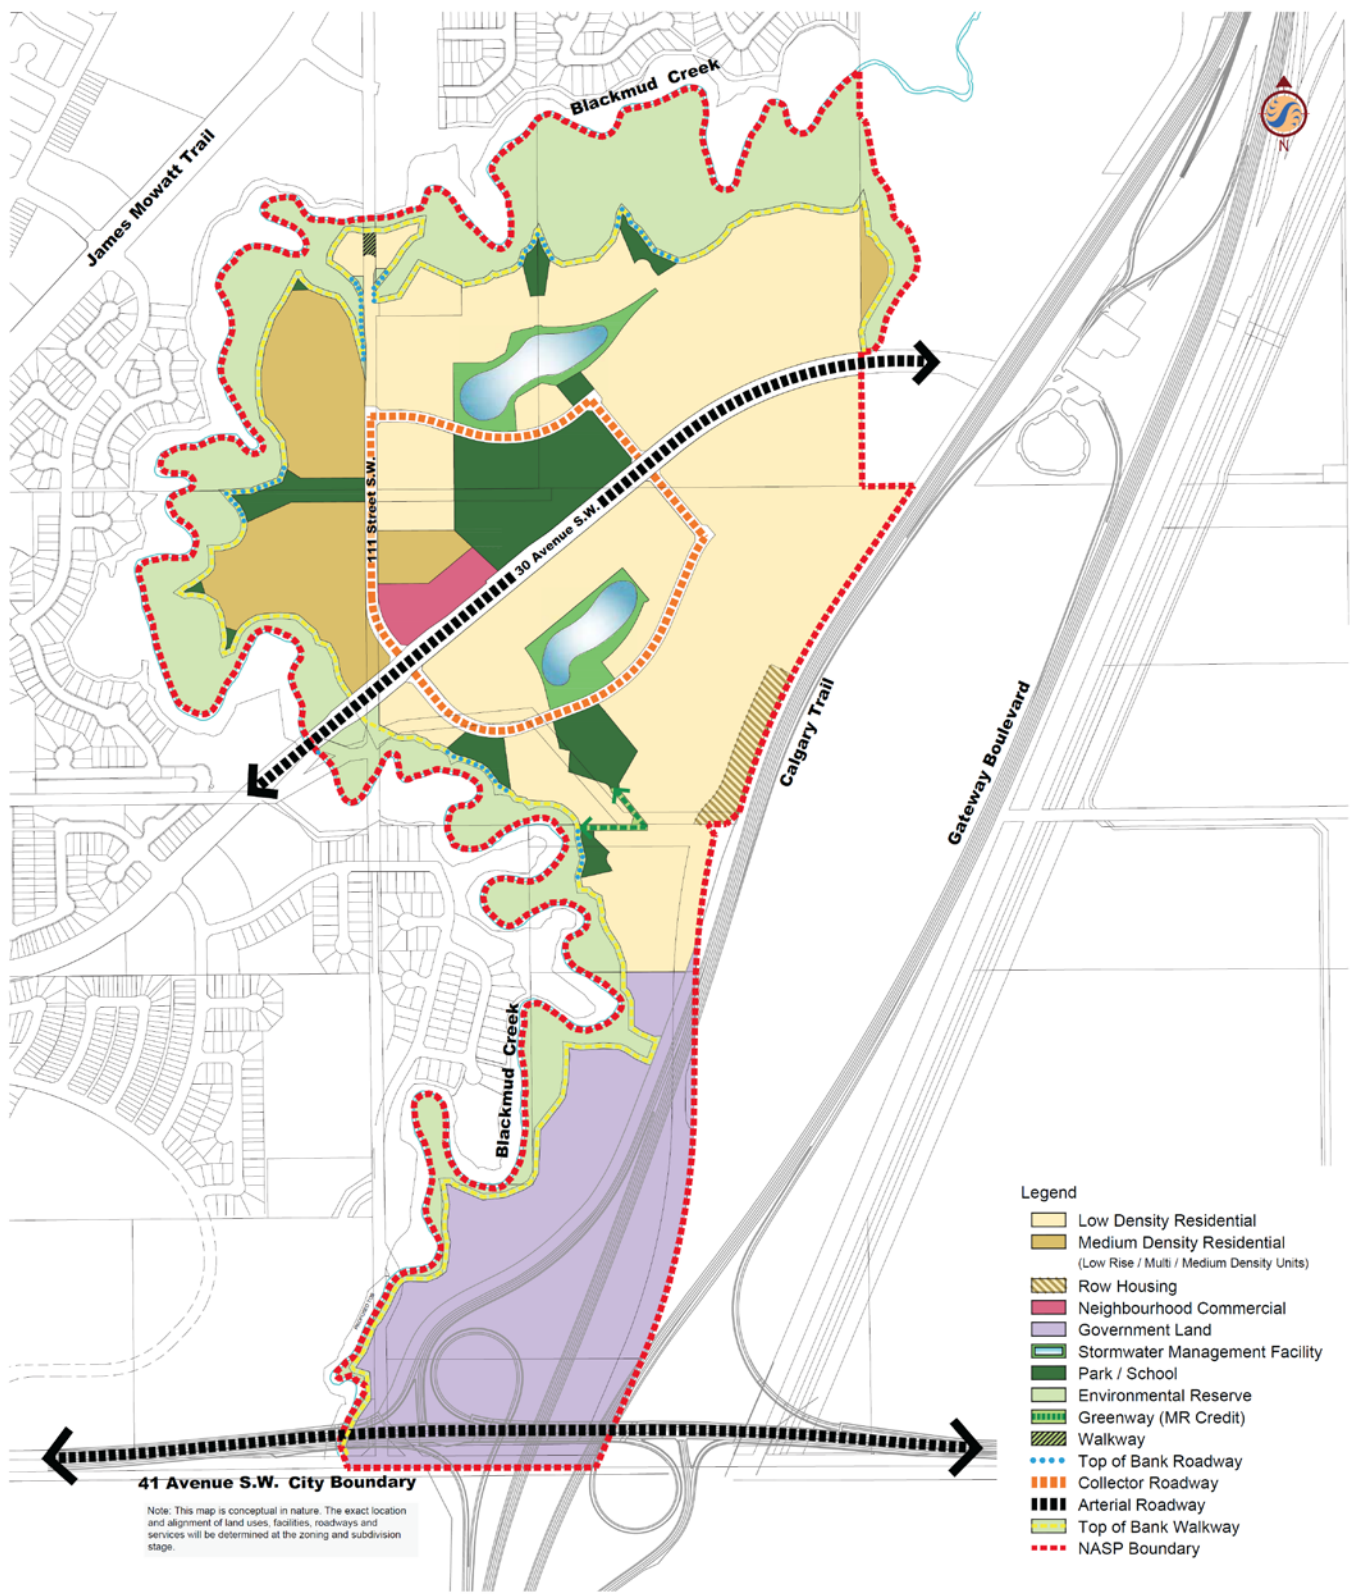 Blackmud Creek
James Mowatt Trail
N
111 Street S.W.
30 Avenue S.W.
Calgary Trail
Gateway Boulevard
Blackmud Creek
41 Avenue S.W. City Boundary
Note: This map is conceptual in nature. The exact location
and alignment of land uses, facilities, roadways and
services will be determined at the zoning and subdivision
stage.
Legend
Low Density Residential
Medium Density Residential
(Low Rise / Multi / Medium Density Units)
Row Housing
Neighbourhood Commercial
Government Land
Stormwater Management Facility
Park / School
Environmental Reserve
Greenway (MR Credit)
Walkway
Top of Bank Roadway
Collector Roadway
Arterial Roadway
Top of Bank Walkway
NASP Boundary